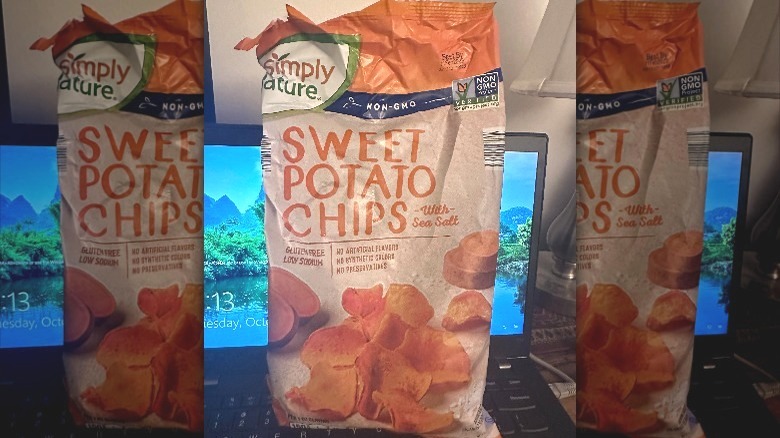 Simply
Nature
NON-GMO
NON
GMO
VERIFIED
SWEET
POTATO
CHIPS
-With-
Sea Salt
GLUTEN FREE
LOW SODIUM
NO ARTIFICIAL FLAVORS
NO SYNTHETIC COLORS
NO PRESERVATIVES
:13